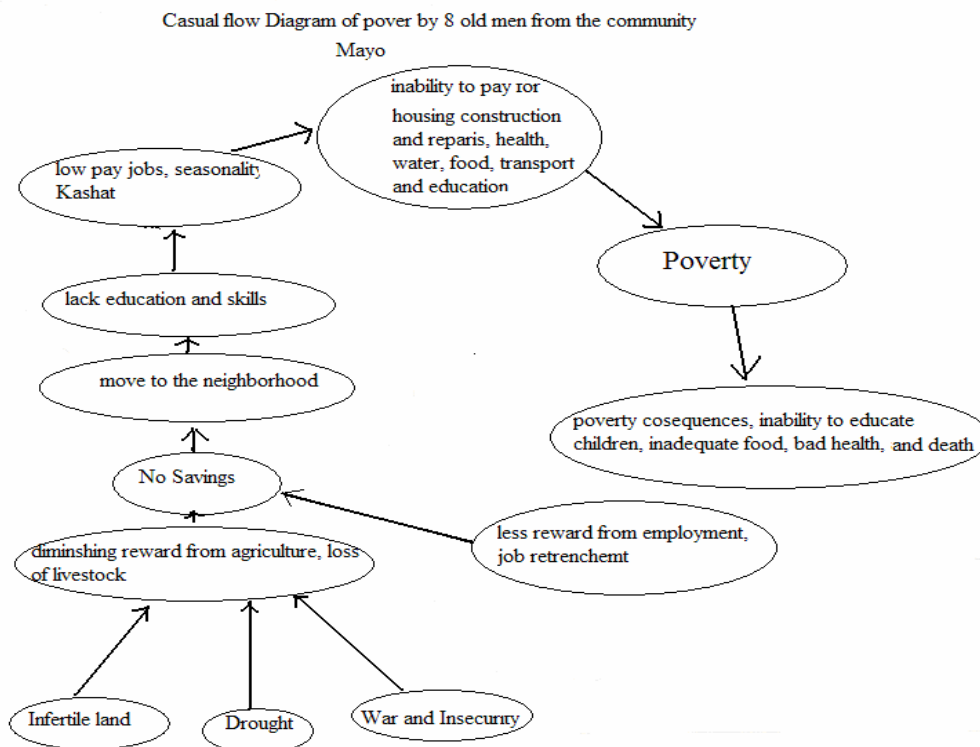 Casual flow Diagram of pover by 8 old men from the community
Mayo
inability to pay for
housing construction
and reparis, health,
water, food, transport
and education
low pay jobs, seasonality
Kashat
Poverty
lack education and skills
move to the neighborhood
poverty cosequences, inability to educate
children, inadequate food, bad health, and death
No Savings
less reward from employment,
job retrenchemt
diminshing reward from agriculture, loss
of livestock
Infertile land
Drought
War and Insecurity